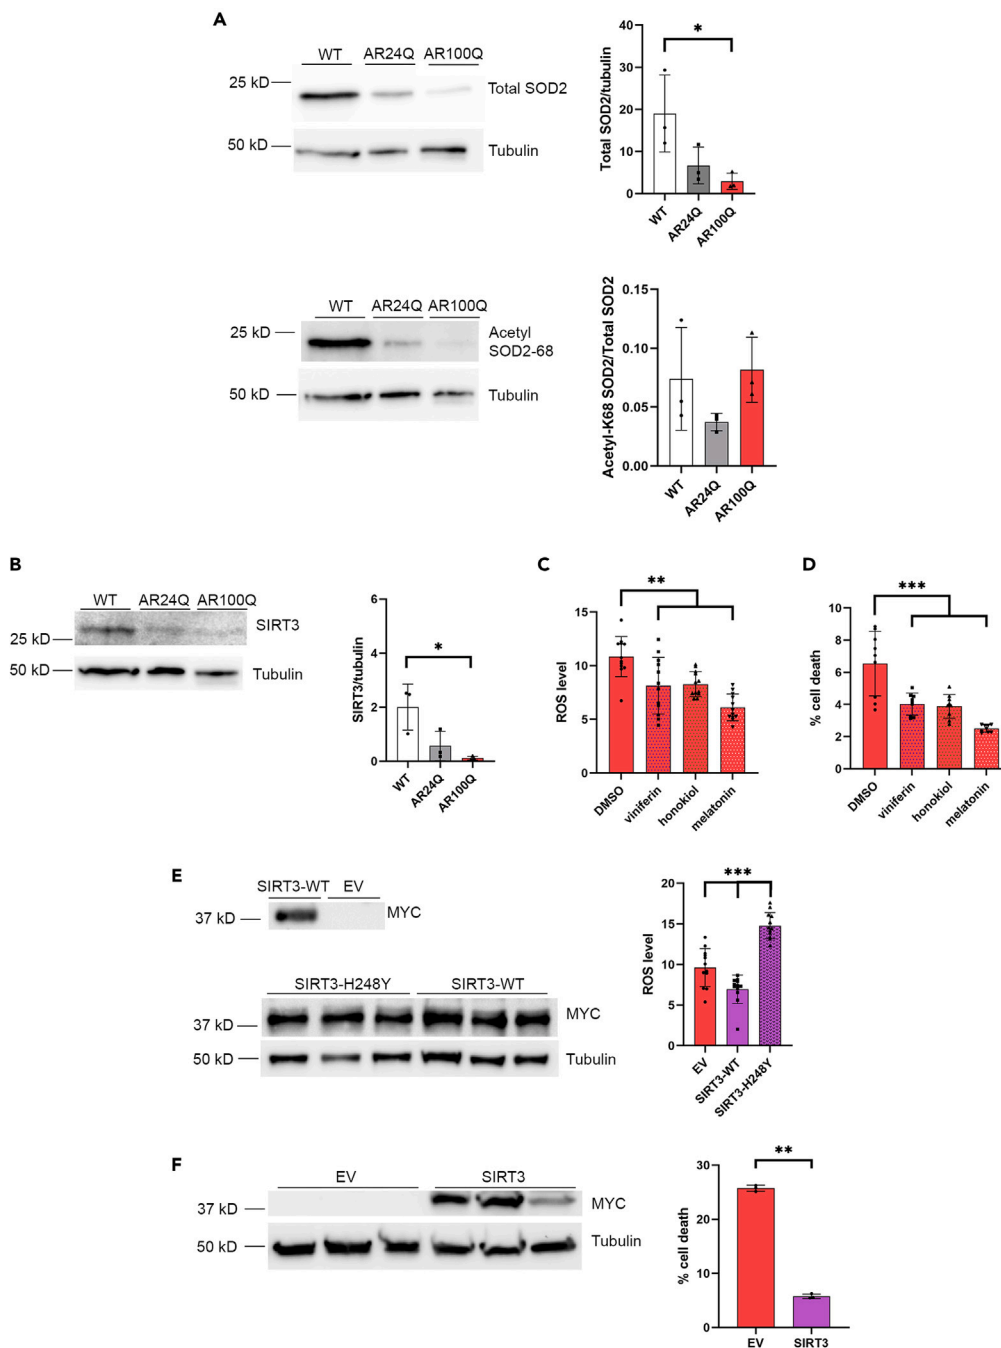 A
WT AR24Q AR100Q
25 kD
Total SOD2
50 kD
Tubulin
*
Total SOD2/tubulin
40
30
20
10
0
WT
AR24Q
AR100Q
WT AR24Q AR100Q
25 kD
Acetyl
SOD2-68
50 kD
Tubulin
Acetyl-K68 SOD2/Total SOD2
0.15
0.10
0.05
0.00
WT
AR24Q
AR100Q
B
WT AR24Q AR100Q
SIRT3
25 kD
50 kD
Tubulin
SIRT3/tubulin
6
4
2
0
*
WT
AR24Q
AR100Q
C
**
ROS level
15
10
5
0
DMSO
viniferin
honokiol
melatonin
D
***
% cell death
10
8
6
4
2
0
DMSO
viniferin
honokiol
melatonin
E
SIRT3-WT EV
37 kD
MYC
SIRT3-H248Y SIRT3-WT
MYC
37 kD
50 kD
Tubulin
***
ROS level
20
15
10
5
0
EV
SIRT3-WT
SIRT3-H248Y
F
EV SIRT3
37 kD
MYC
50 kD
Tubulin
**
% cell death
30
20
10
0
EV SIRT3